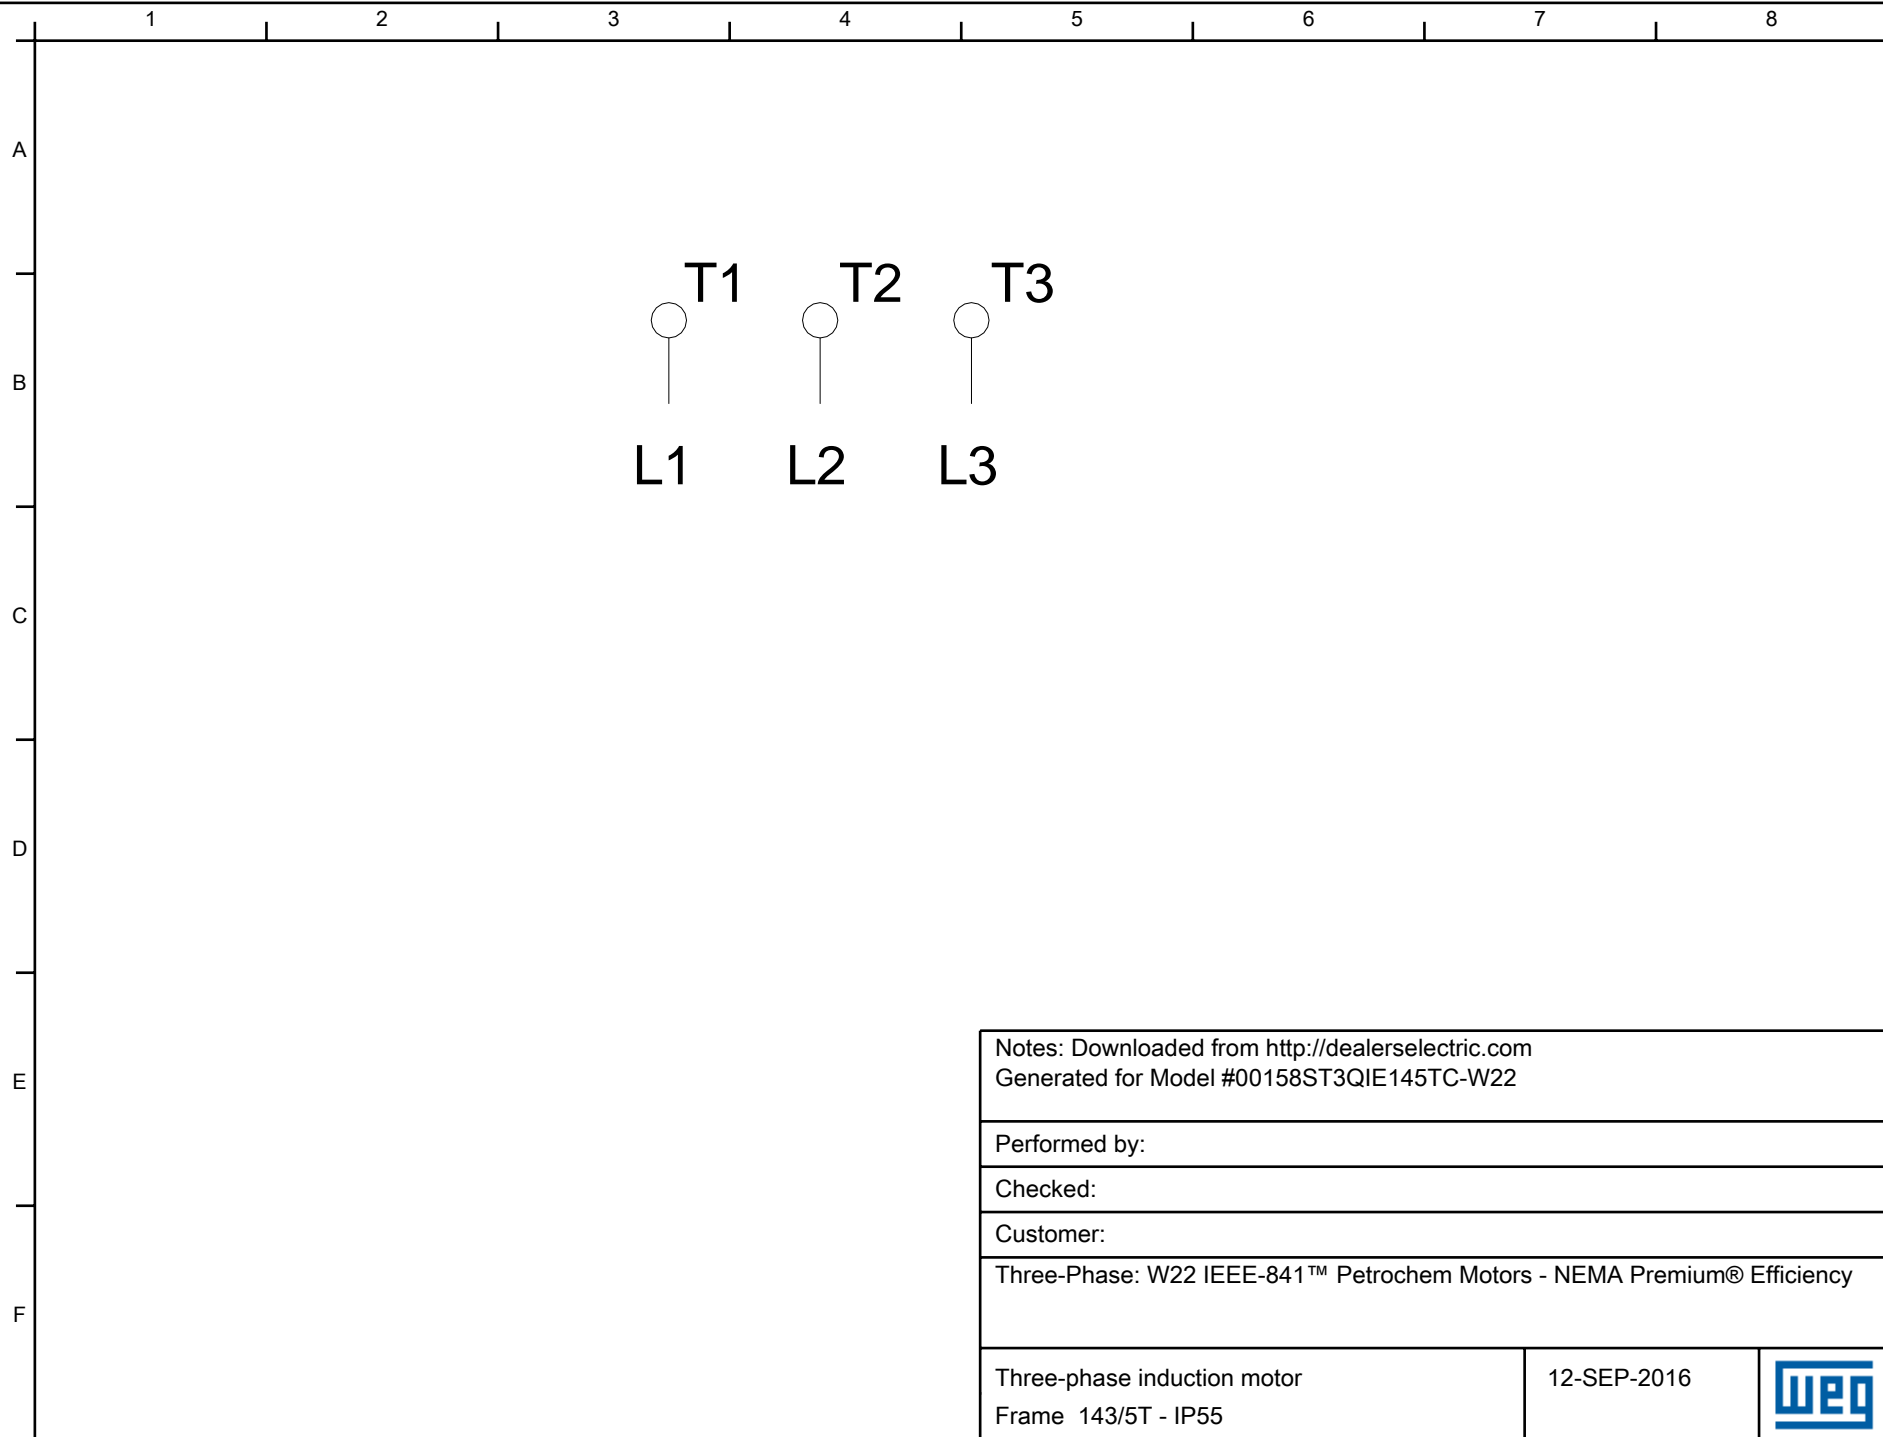 1 2 3 4 5 6 7 8
A
T1 T2 T3
B
L1 L2 L3
C
D
E
Notes: Downloaded from http://dealerselectric.com
Generated for Model #00158ST3QIE145TC-W22
Performed by:
Checked:
Customer:
Three-Phase: W22 IEEE-841™ Petrochem Motors - NEMA Premium® Efficiency
F
Three-phase induction motor
Frame 143/5T - IP55
12-SEP-2016
weg